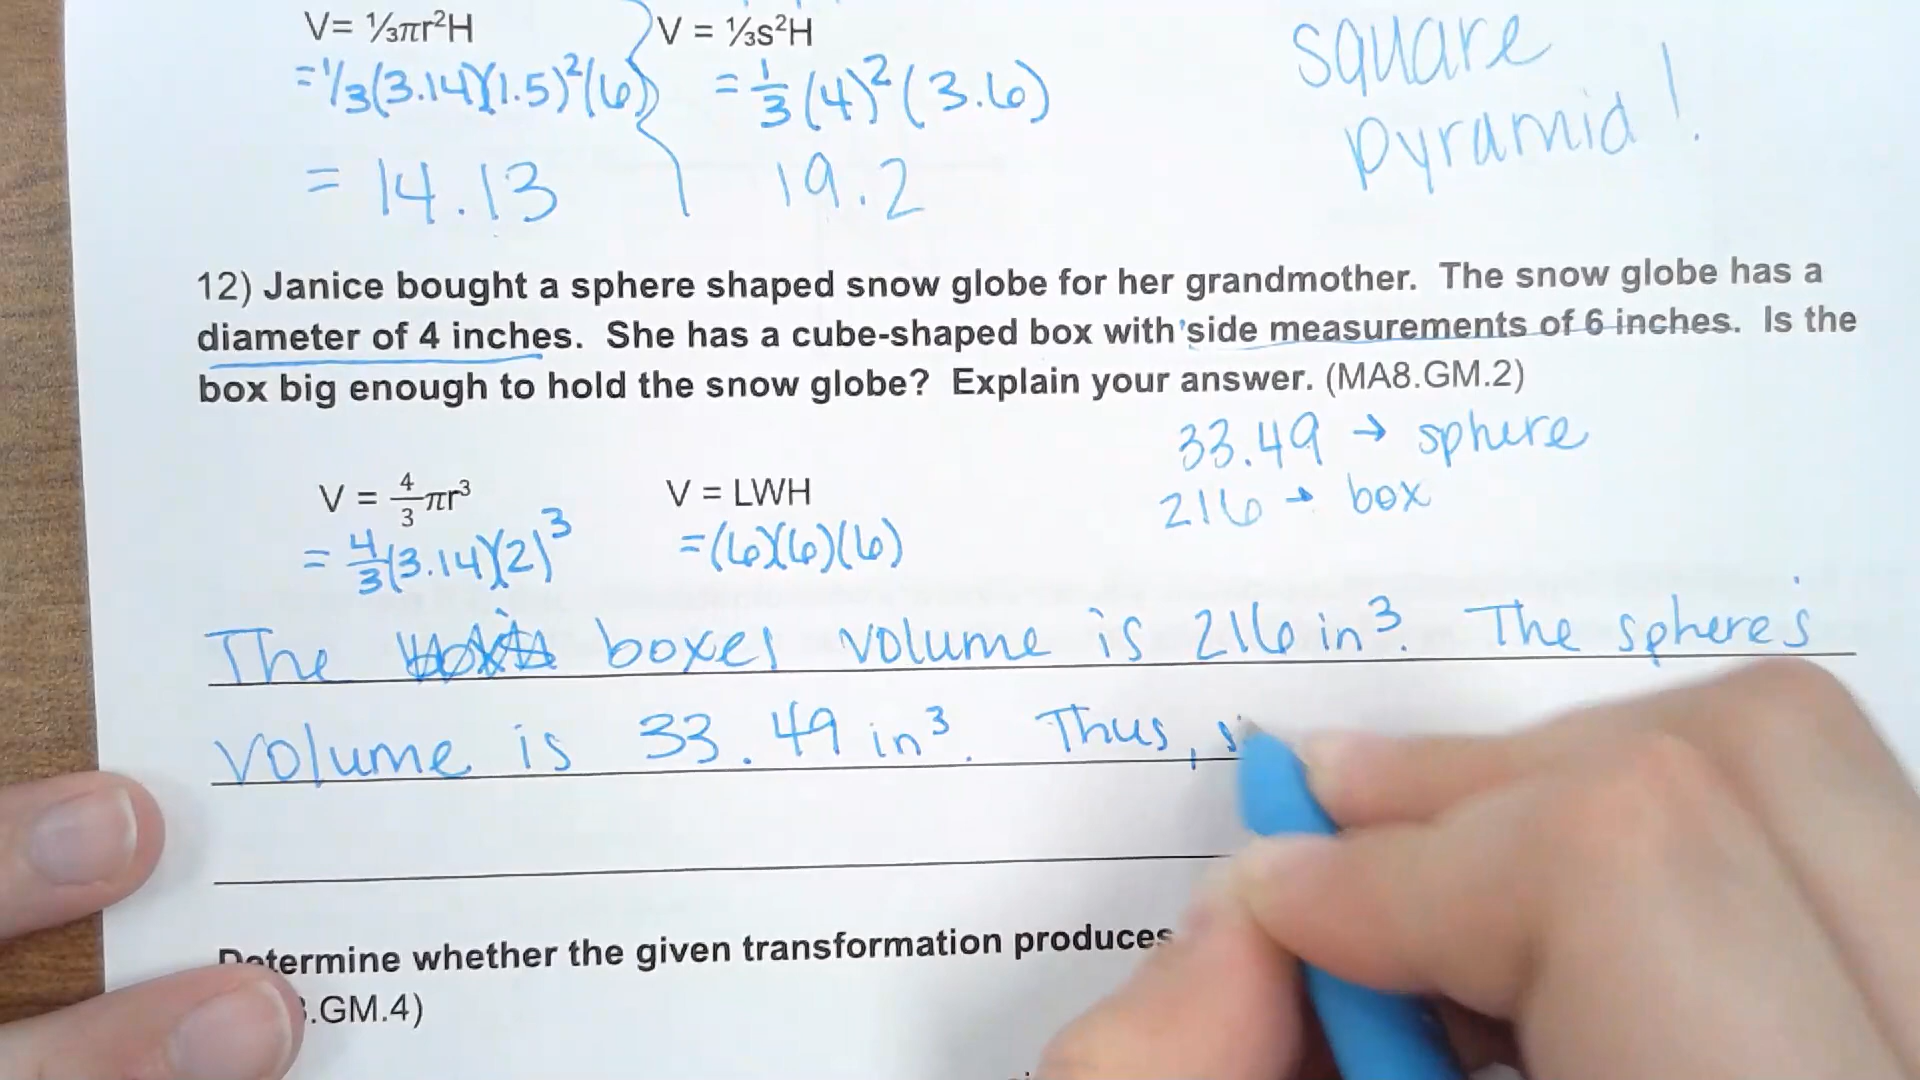 V= ⅓πr²H V = ⅓s²H
=⅓(3.14)(1.5)²(6) = 1/3 (4)² (3.6)
= 14.13 19.2
square
pyramid!
12) Janice bought a sphere shaped snow globe for her grandmother. The snow globe has a
diameter of 4 inches. She has a cube-shaped box with side measurements of 6 inches. Is the
box big enough to hold the snow globe? Explain your answer. (MA8.GM.2)
33.49 → sphere
216 → box
V = 4/3 πr³ V = LWH
= 4/3 (3.14)(2)³ =(6)(6)(6)
The boxes volume is 216 in³. The sphere's
volume is 33.49 in³. Thus, s
Determine whether the given transformation produces
.GM.4)